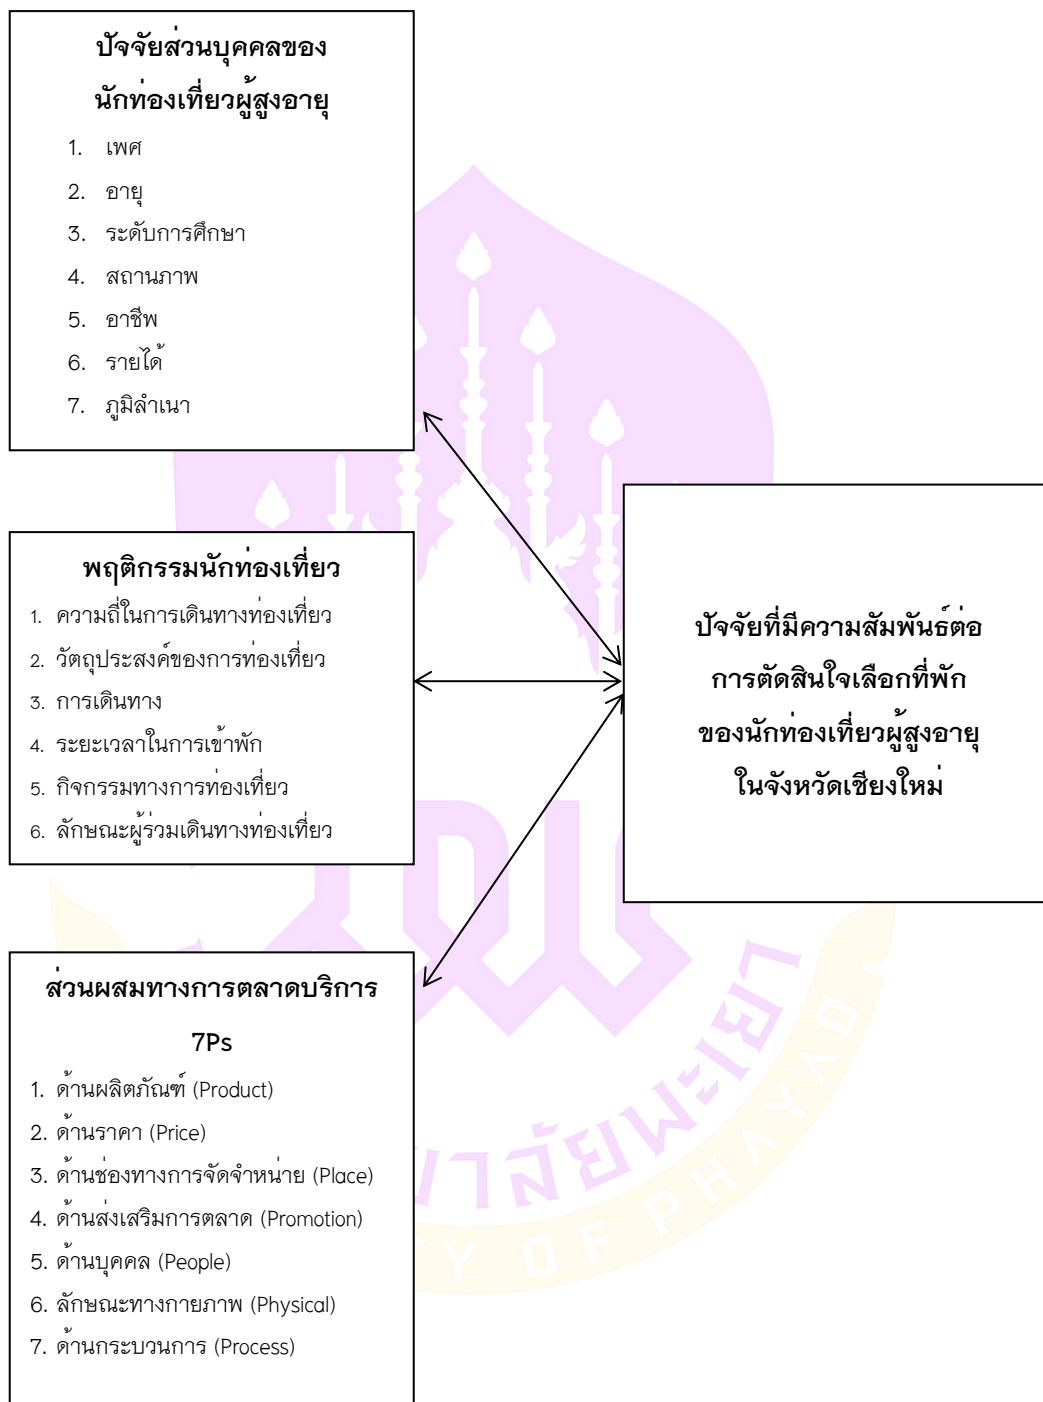 ปัจจัยส่วนบุคคลของ
นักท่องเที่ยวผู้สูงอายุ
1. เพศ
2. อายุ
3. ระดับการศึกษา
4. สถานภาพ
5. อาชีพ
6. รายได้
7. ภูมิลำเนา
พฤติกรรมนักท่องเที่ยว
1. ความถี่ในการเดินทางท่องเที่ยว
2. วัตถุประสงค์ของการท่องเที่ยว
3. การเดินทาง
4. ระยะเวลาในการเข้าพัก
5. กิจกรรมทางการท่องเที่ยว
6. ลักษณะผู้ร่วมเดินทางท่องเที่ยว
ส่วนผสมทางการตลาดบริการ
7Ps
1. ด้านผลิตภัณฑ์ (Product)
2. ด้านราคา (Price)
3. ด้านช่องทางการจัดจำหน่าย (Place)
4. ด้านส่งเสริมการตลาด (Promotion)
5. ด้านบุคคล (People)
6. ลักษณะทางกายภาพ (Physical)
7. ด้านกระบวนการ (Process)
ปัจจัยที่มีความสัมพันธ์ต่อ
การตัดสินใจเลือกที่พัก
ของนักท่องเที่ยวผู้สูงอายุ
ในจังหวัดเชียงใหม่
ยาลัยพะเยา
TY OF PHAYAO